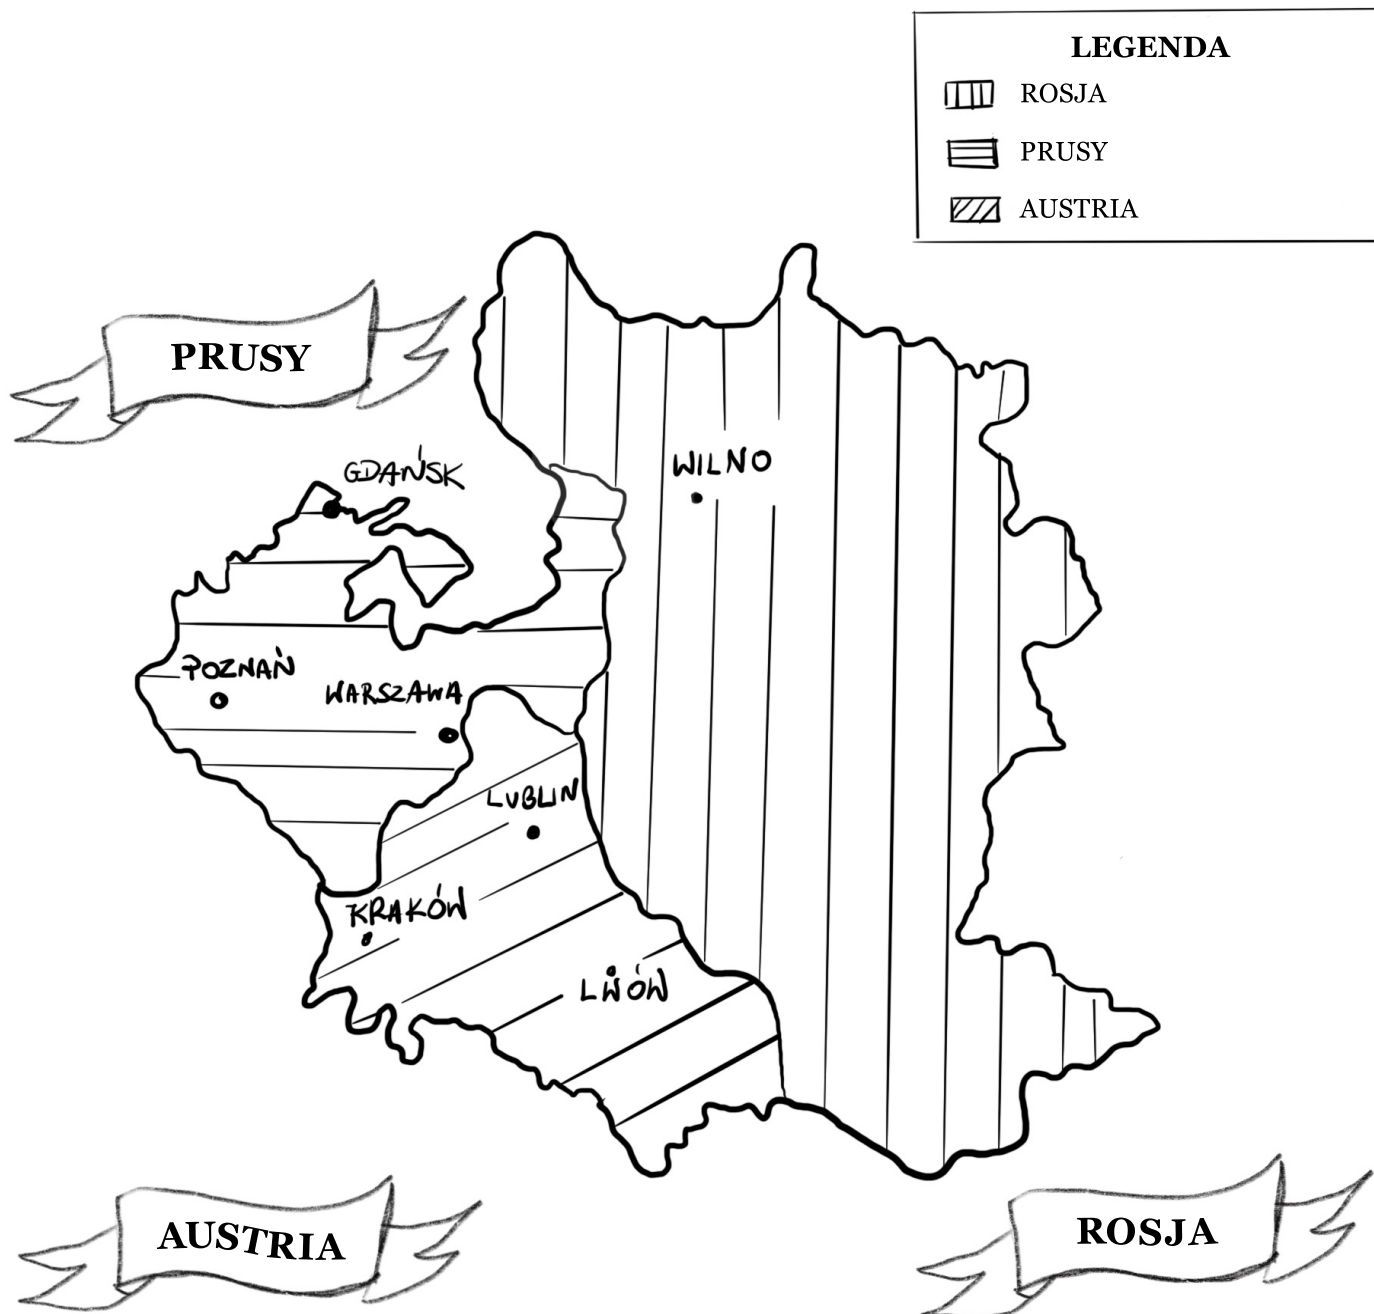 LEGENDA
ROSJA
PRUSY
AUSTRIA
PRUSY
GDAŃSK
WILNO
POZNAŃ
WARSZAWA
LUBLIN
KRAKÓW
LWÓW
AUSTRIA
ROSJA